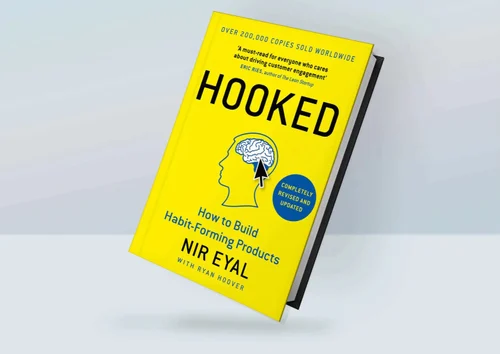 OVER 200,000 COPIES SOLD WORLDWIDE
'A must-read for everyone who cares
about driving customer engagement'
ERIC RIES, author of The Lean Startup
HOOKED
COMPLETELY
REVISED AND
UPDATED
How to Build
Habit-Forming Products
NIR EYAL
WITH RYAN HOOVER